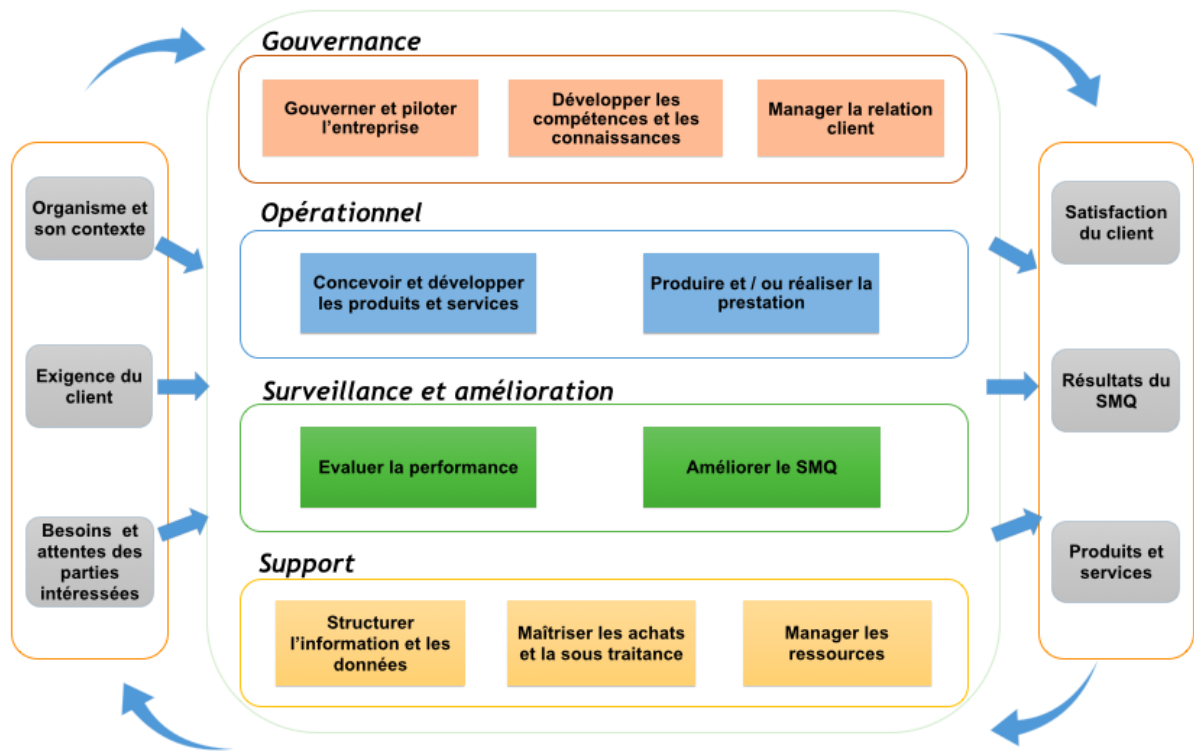 Gouvernance
Gouverner et piloter
l'entreprise
Développer les
compétences et les
connaissances
Manager la relation
client
Organisme et
son contexte
Exigence du
client
Besoins et
attentes des
parties
intéressées
Opérationnel
Concevoir et développer
les produits et services
Produire et / ou réaliser la
prestation
Surveillance et amélioration
Evaluer la performance
Améliorer le SMQ
Support
Structurer
l'information et les
données
Maîtriser les achats
et la sous traitance
Manager les
ressources
Satisfaction
du client
Résultats du
SMQ
Produits et
services